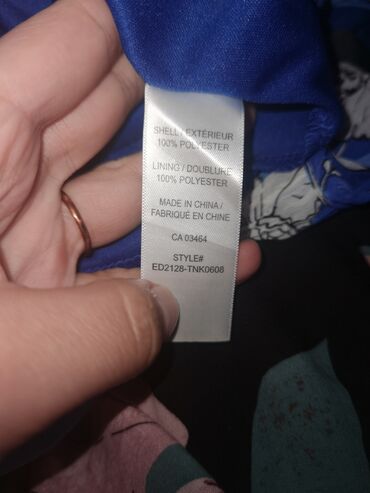 SHELL / EXTÉRIEUR
100% POLYESTER
LINING / DOUBLURE
100% POLYESTER
MADE IN CHINA /
FABRIQUÉ EN CHINE
CA 03464
STYLE#
ED2128-TNK0608